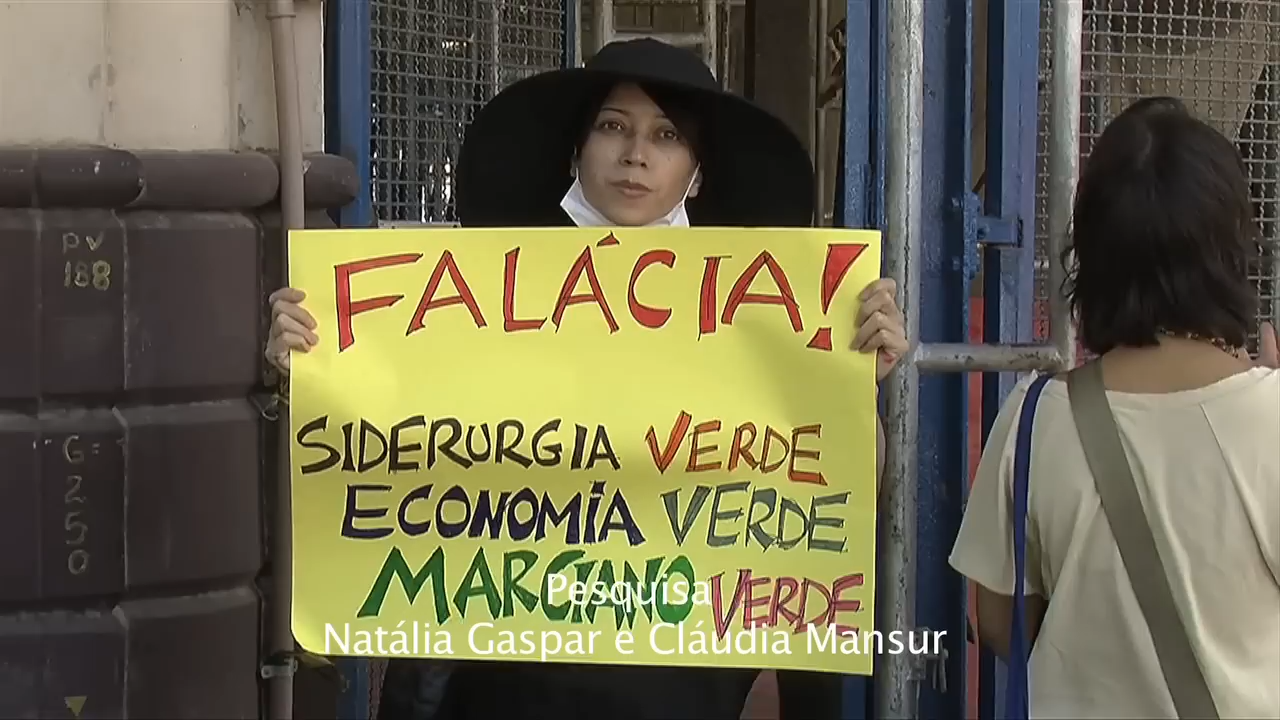 PV
188
G=
250
FALÁCIA!
SIDERURGIA VERDE
ECONOMIA VERDE
MARCIANO VERDE
Pesquisa
Natália Gaspar e Cláudia Mansur